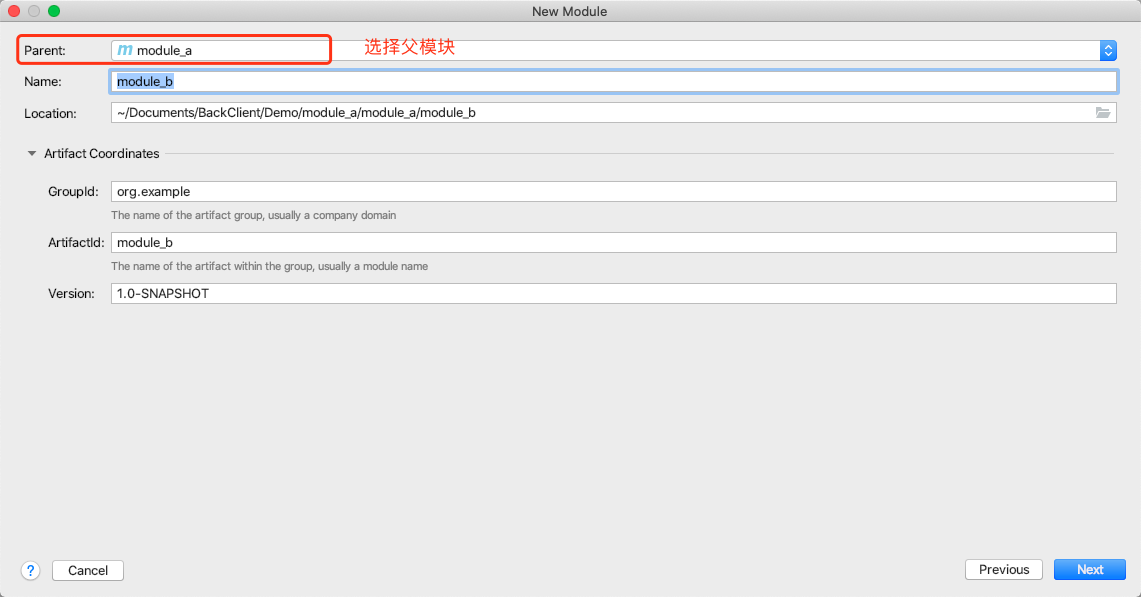 New Module
Parent: m module_a 选择父模块
Name: module_b
Location: ~/Documents/BackClient/Demo/module_a/module_a/module_b
Artifact Coordinates
GroupId: org.example
The name of the artifact group, usually a company domain
ArtifactId: module_b
The name of the artifact within the group, usually a module name
Version: 1.0-SNAPSHOT
? Cancel Previous Next